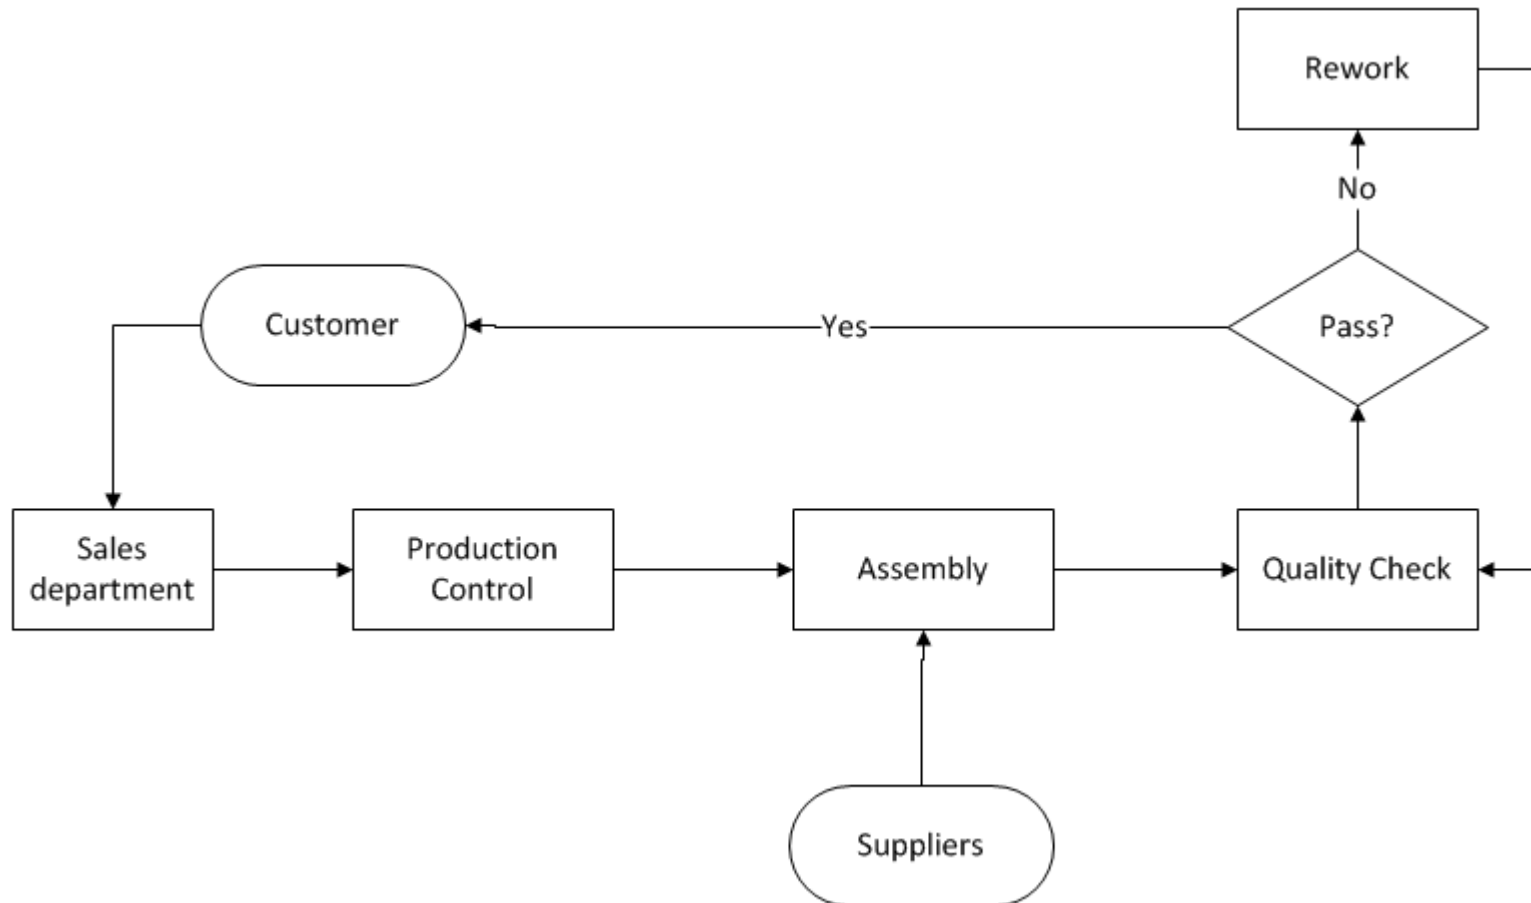 Rework
No
Customer
Yes
Pass?
Sales
department
Production
Control
Assembly
Quality Check
Suppliers